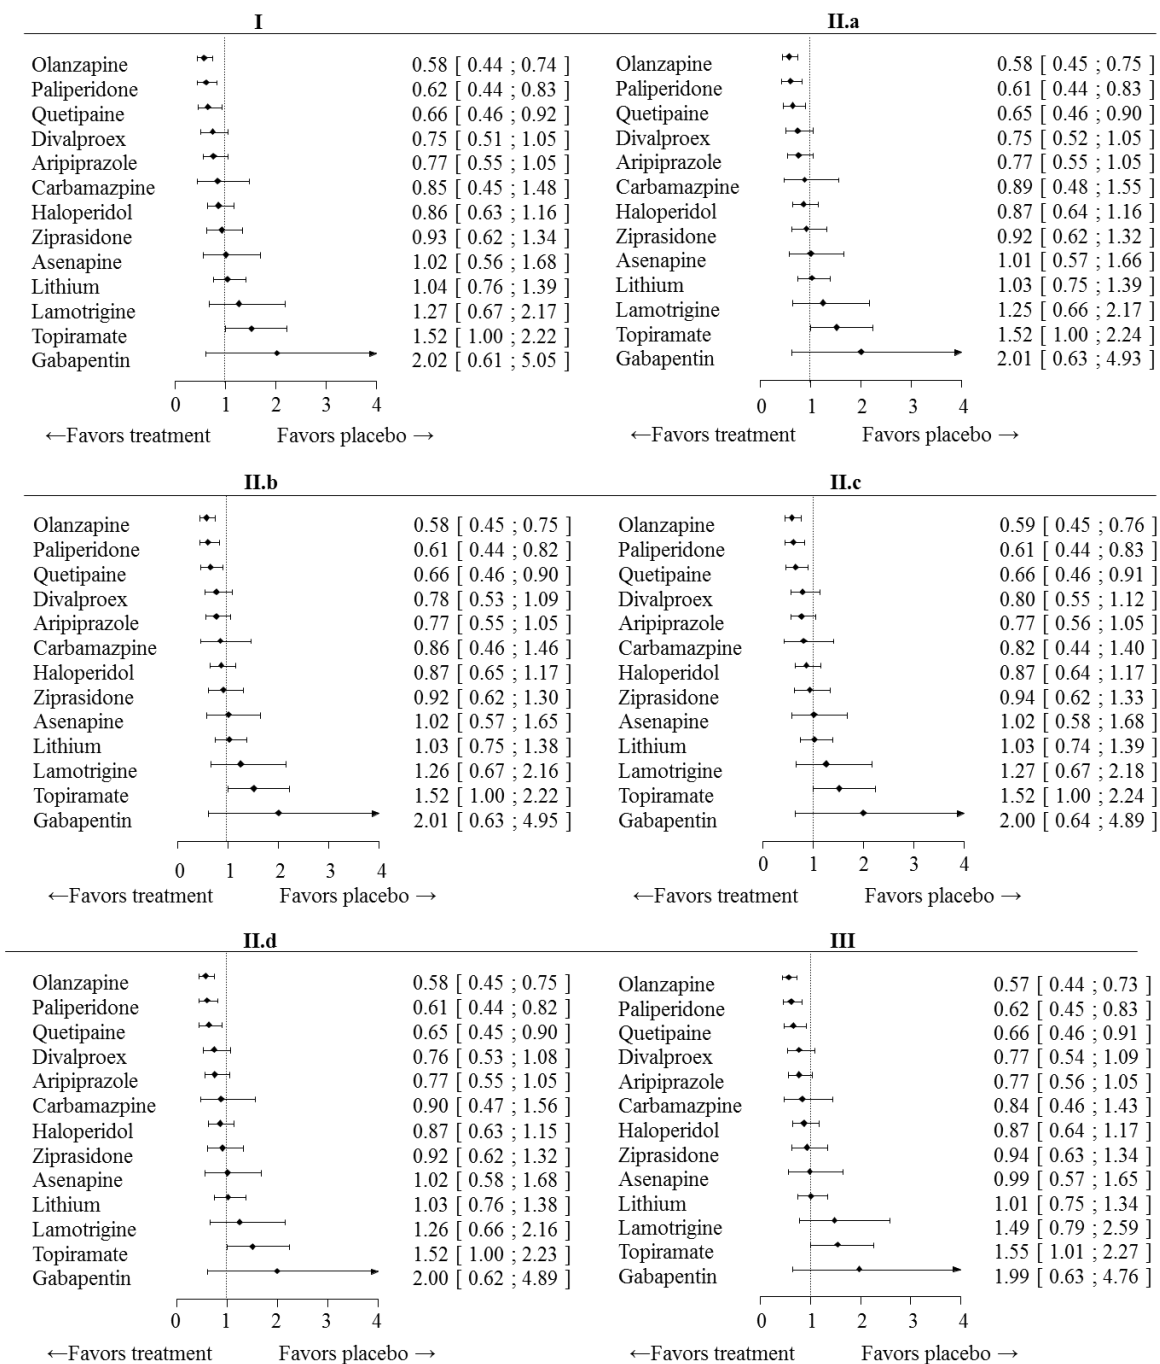 I
Olanzapine 0.58 [ 0.44 ; 0.74 ]
Paliperidone 0.62 [ 0.44 ; 0.83 ]
Quetipaine 0.66 [ 0.46 ; 0.92 ]
Divalproex 0.75 [ 0.51 ; 1.05 ]
Aripiprazole 0.77 [ 0.55 ; 1.05 ]
Carbamazpine 0.85 [ 0.45 ; 1.48 ]
Haloperidol 0.86 [ 0.63 ; 1.16 ]
Ziprasidone 0.93 [ 0.62 ; 1.34 ]
Asenapine 1.02 [ 0.56 ; 1.68 ]
Lithium 1.04 [ 0.76 ; 1.39 ]
Lamotrigine 1.27 [ 0.67 ; 2.17 ]
Topiramate 1.52 [ 1.00 ; 2.22 ]
Gabapentin 2.02 [ 0.61 ; 5.05 ]
0 1 2 3 4
←Favors treatment Favors placebo →
II.a
Olanzapine 0.58 [ 0.45 ; 0.75 ]
Paliperidone 0.61 [ 0.44 ; 0.83 ]
Quetipaine 0.65 [ 0.46 ; 0.90 ]
Divalproex 0.75 [ 0.52 ; 1.05 ]
Aripiprazole 0.77 [ 0.55 ; 1.05 ]
Carbamazpine 0.89 [ 0.48 ; 1.55 ]
Haloperidol 0.87 [ 0.64 ; 1.16 ]
Ziprasidone 0.92 [ 0.62 ; 1.32 ]
Asenapine 1.01 [ 0.57 ; 1.66 ]
Lithium 1.03 [ 0.75 ; 1.39 ]
Lamotrigine 1.25 [ 0.66 ; 2.17 ]
Topiramate 1.52 [ 1.00 ; 2.24 ]
Gabapentin 2.01 [ 0.63 ; 4.93 ]
0 1 2 3 4
←Favors treatment Favors placebo →
II.b
Olanzapine 0.58 [ 0.45 ; 0.75 ]
Paliperidone 0.61 [ 0.44 ; 0.82 ]
Quetipaine 0.66 [ 0.46 ; 0.90 ]
Divalproex 0.78 [ 0.53 ; 1.09 ]
Aripiprazole 0.77 [ 0.55 ; 1.05 ]
Carbamazpine 0.86 [ 0.46 ; 1.46 ]
Haloperidol 0.87 [ 0.65 ; 1.17 ]
Ziprasidone 0.92 [ 0.62 ; 1.30 ]
Asenapine 1.02 [ 0.57 ; 1.65 ]
Lithium 1.03 [ 0.75 ; 1.38 ]
Lamotrigine 1.26 [ 0.67 ; 2.16 ]
Topiramate 1.52 [ 1.00 ; 2.22 ]
Gabapentin 2.01 [ 0.63 ; 4.95 ]
0 1 2 3 4
←Favors treatment Favors placebo →
II.c
Olanzapine 0.59 [ 0.45 ; 0.76 ]
Paliperidone 0.61 [ 0.44 ; 0.83 ]
Quetipaine 0.66 [ 0.46 ; 0.91 ]
Divalproex 0.80 [ 0.55 ; 1.12 ]
Aripiprazole 0.77 [ 0.56 ; 1.05 ]
Carbamazpine 0.82 [ 0.44 ; 1.40 ]
Haloperidol 0.87 [ 0.64 ; 1.17 ]
Ziprasidone 0.94 [ 0.62 ; 1.33 ]
Asenapine 1.02 [ 0.58 ; 1.68 ]
Lithium 1.03 [ 0.74 ; 1.39 ]
Lamotrigine 1.27 [ 0.67 ; 2.18 ]
Topiramate 1.52 [ 1.00 ; 2.24 ]
Gabapentin 2.00 [ 0.64 ; 4.89 ]
0 1 2 3 4
←Favors treatment Favors placebo →
II.d
Olanzapine 0.58 [ 0.45 ; 0.75 ]
Paliperidone 0.61 [ 0.44 ; 0.82 ]
Quetipaine 0.65 [ 0.45 ; 0.90 ]
Divalproex 0.76 [ 0.53 ; 1.08 ]
Aripiprazole 0.77 [ 0.55 ; 1.05 ]
Carbamazpine 0.90 [ 0.47 ; 1.56 ]
Haloperidol 0.87 [ 0.63 ; 1.15 ]
Ziprasidone 0.92 [ 0.62 ; 1.32 ]
Asenapine 1.02 [ 0.58 ; 1.68 ]
Lithium 1.03 [ 0.76 ; 1.38 ]
Lamotrigine 1.26 [ 0.66 ; 2.16 ]
Topiramate 1.52 [ 1.00 ; 2.23 ]
Gabapentin 2.00 [ 0.62 ; 4.89 ]
0 1 2 3 4
←Favors treatment Favors placebo →
III
Olanzapine 0.57 [ 0.44 ; 0.73 ]
Paliperidone 0.62 [ 0.45 ; 0.83 ]
Quetipaine 0.66 [ 0.46 ; 0.91 ]
Divalproex 0.77 [ 0.54 ; 1.09 ]
Aripiprazole 0.77 [ 0.56 ; 1.05 ]
Carbamazpine 0.84 [ 0.46 ; 1.43 ]
Haloperidol 0.87 [ 0.64 ; 1.17 ]
Ziprasidone 0.94 [ 0.63 ; 1.34 ]
Asenapine 0.99 [ 0.57 ; 1.65 ]
Lithium 1.01 [ 0.75 ; 1.34 ]
Lamotrigine 1.49 [ 0.79 ; 2.59 ]
Topiramate 1.55 [ 1.01 ; 2.27 ]
Gabapentin 1.99 [ 0.63 ; 4.76 ]
0 1 2 3 4
←Favors treatment Favors placebo →